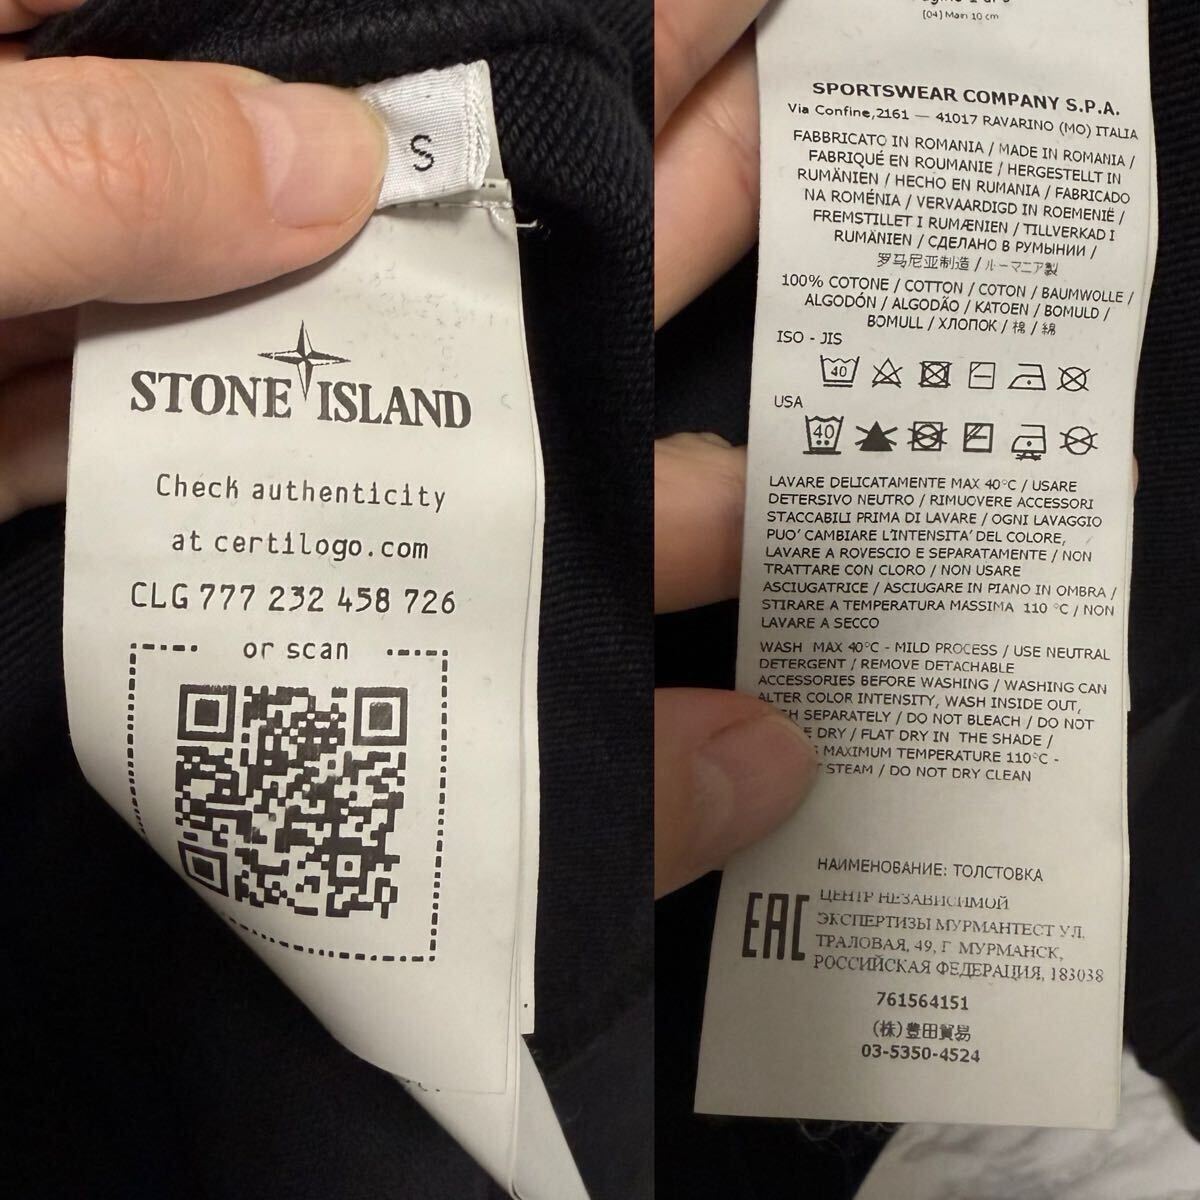 S
STONE ISLAND
Check authenticity
at certilogo.com
CLG 777 232 458 726
or scan
[04] Main 10 cm
SPORTSWEAR COMPANY S.P.A.
Via Confine,2161 — 41017 RAVARINO (MO) ITALIA
FABBRICATO IN ROMANIA / MADE IN ROMANIA /
FABRIQUÉ EN ROUMANIE / HERGESTELLT IN
RUMÄNIEN / HECHO EN RUMANIA / FABRICADO
NA ROMÉNIA / VERVAARDIGD IN ROEMENIË /
FREMSTILLET I RUMÆNIEN / TILLVERKAD I
RUMÄNIEN / СДЕЛАНО В РУМЫНИИ /
罗马尼亚制造 / ルーマニア製
100% COTONE / COTTON / COTON / BAUMWOLLE /
ALGODÓN / ALGODÃO / KATOEN / BOMULD /
BOMULL / ХЛОПОК / 棉 / 綿
ISO - JIS
40
USA
40
LAVARE DELICATAMENTE MAX 40°C / USARE
DETERSIVO NEUTRO / RIMUOVERE ACCESSORI
STACCABILI PRIMA DI LAVARE / OGNI LAVAGGIO
PUO' CAMBIARE L'INTENSITA' DEL COLORE,
LAVARE A ROVESCIO E SEPARATAMENTE / NON
TRATTARE CON CLORO / NON USARE
ASCIUGATRICE / ASCIUGARE IN PIANO IN OMBRA /
STIRARE A TEMPERATURA MASSIMA 110 °C / NON
LAVARE A SECCO
WASH MAX 40°C - MILD PROCESS / USE NEUTRAL
DETERGENT / REMOVE DETACHABLE
ACCESSORIES BEFORE WASHING / WASHING CAN
ALTER COLOR INTENSITY, WASH INSIDE OUT,
SEPARATELY / DO NOT BLEACH / DO NOT
DRY / FLAT DRY IN THE SHADE /
MAXIMUM TEMPERATURE 110°C -
STEAM / DO NOT DRY CLEAN
НАИМЕНОВАНИЕ: ТОЛСТОВКА
EAC
ЦЕНТР НЕЗАВИСИМОЙ
ЭКСПЕРТИЗЫ МУРМАНТЕСТ УЛ.
ТРАЛОВАЯ, 49, Г. МУРМАНСК,
РОССИЙСКАЯ ФЕДЕРАЦИЯ, 183038
761564151
(株)豊田貿易
03-5350-4524